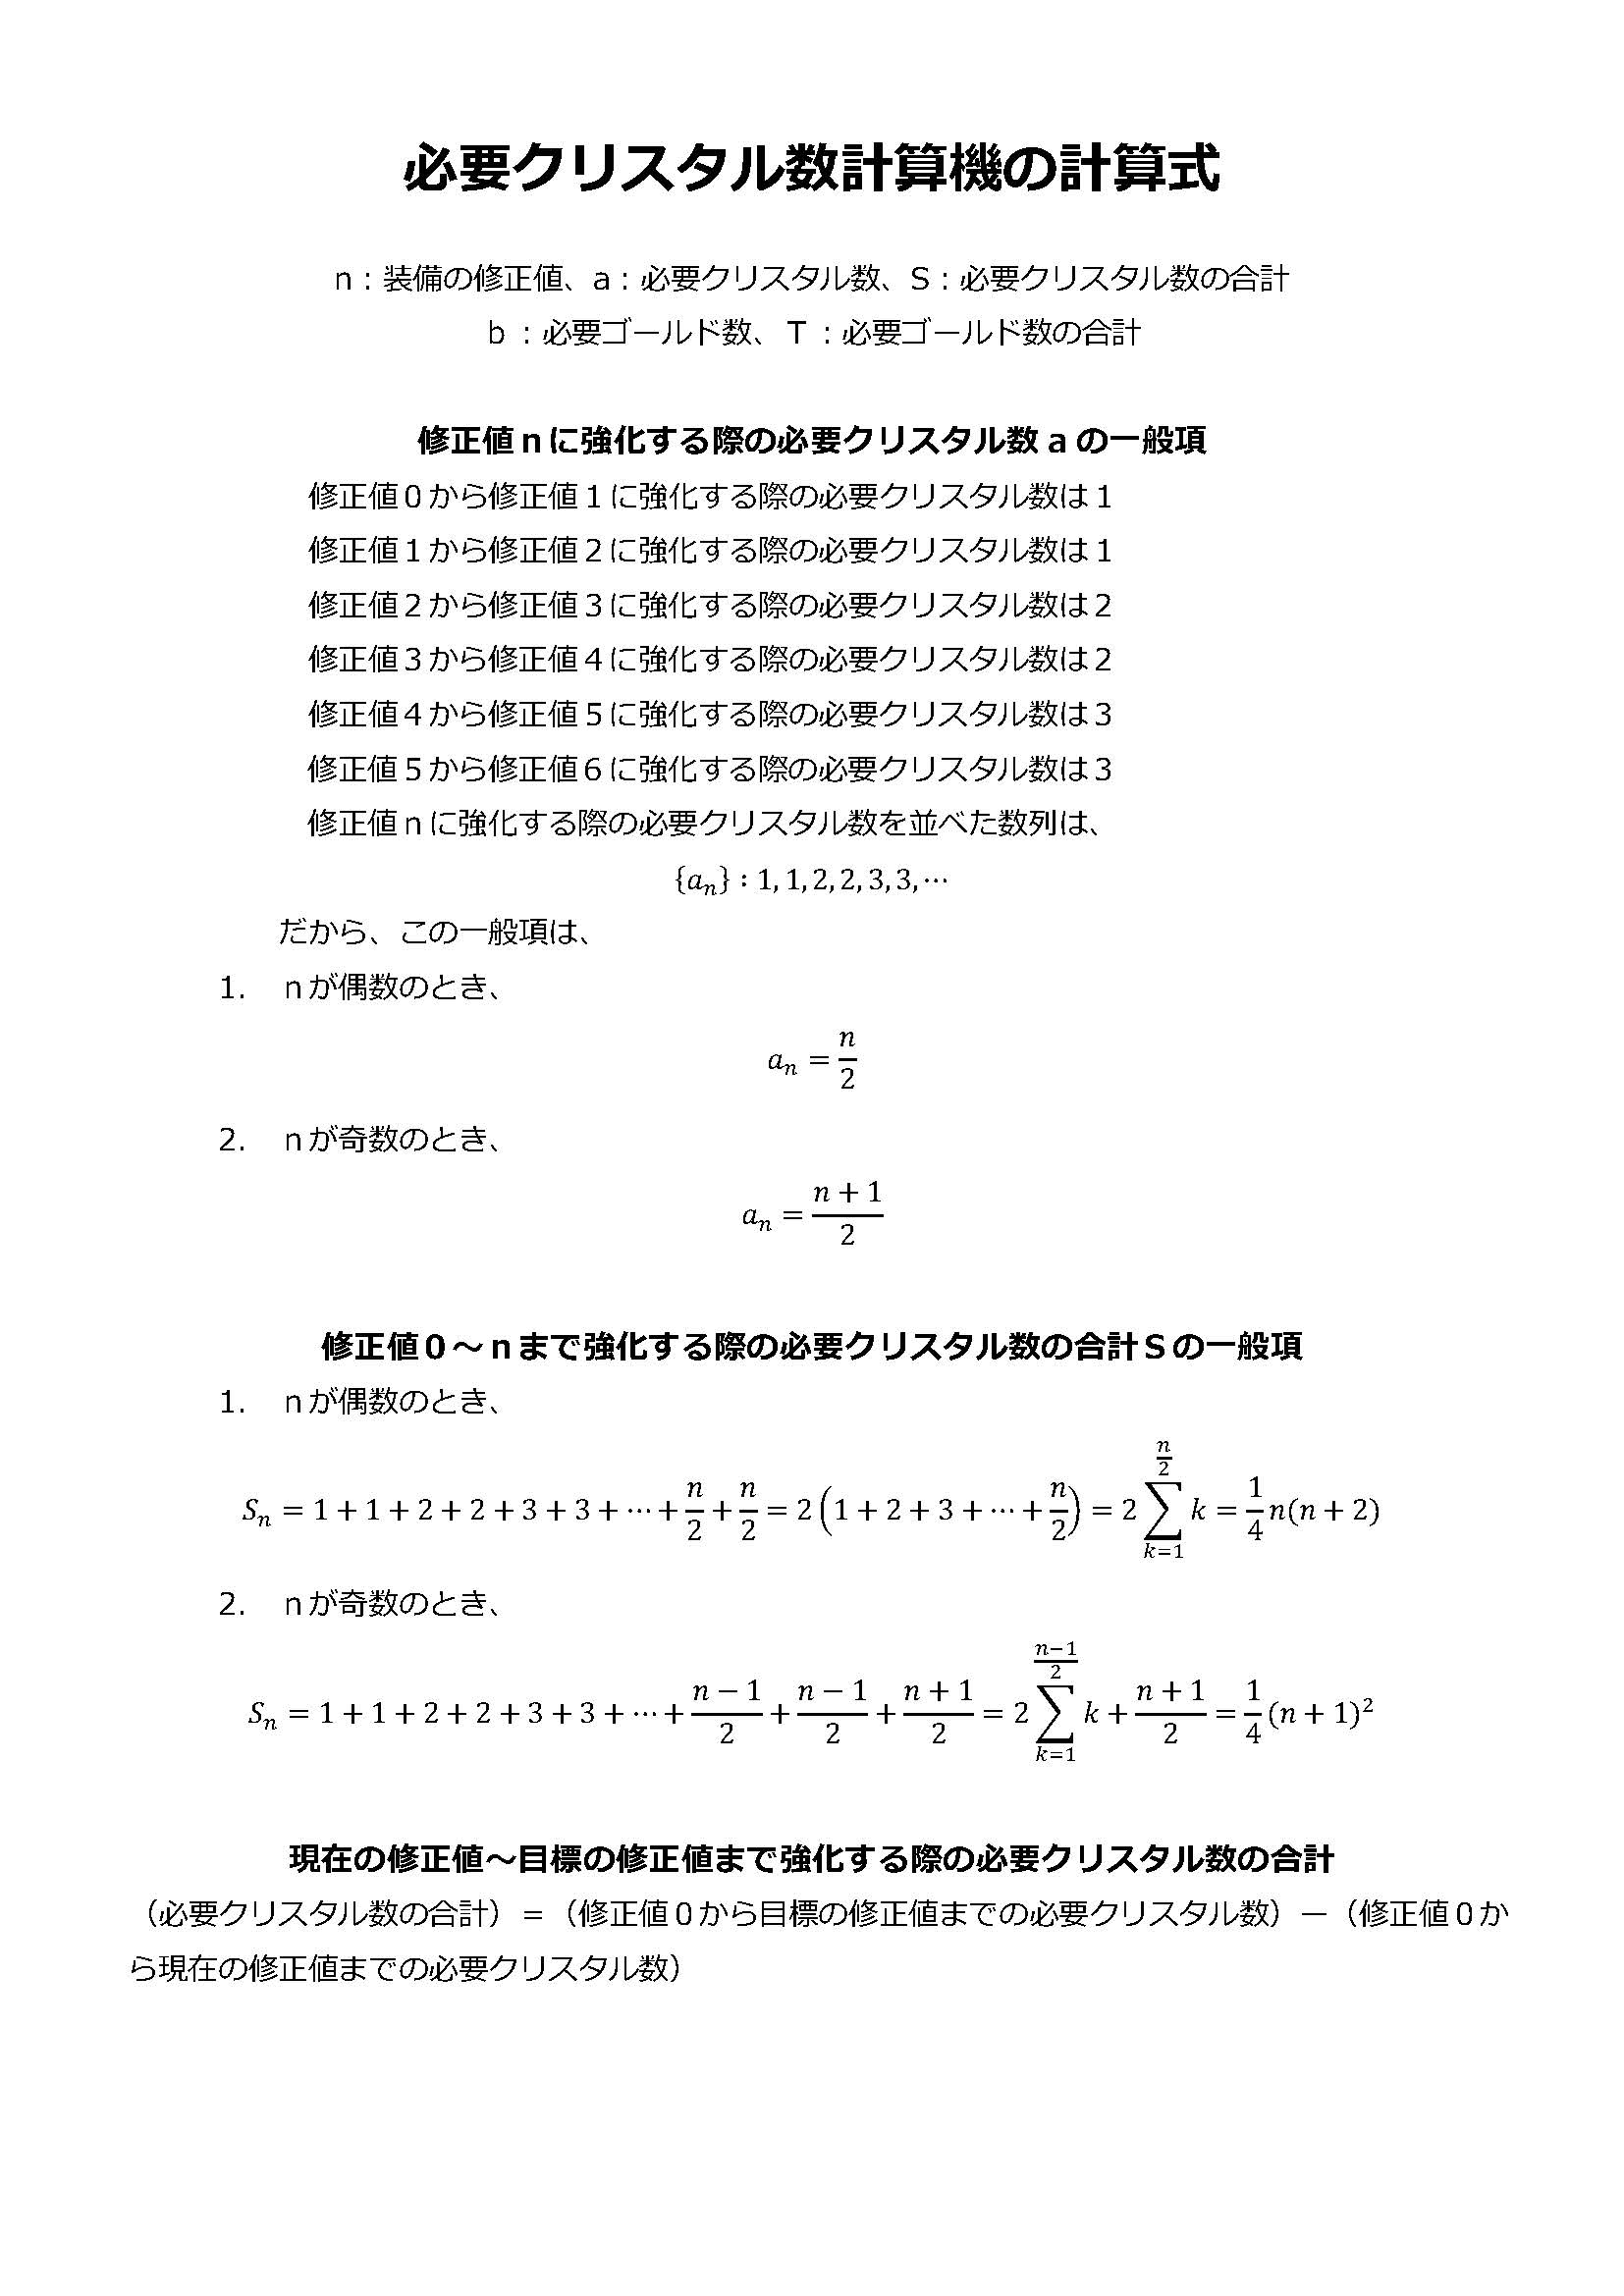 必要クリスタル数計算機の計算式
n：装備の修正値、a：必要クリスタル数、S：必要クリスタル数の合計
b：必要ゴールド数、T：必要ゴールド数の合計
修正値nに強化する際の必要クリスタル数aの一般項
修正値0から修正値1に強化する際の必要クリスタル数は1
修正値1から修正値2に強化する際の必要クリスタル数は1
修正値2から修正値3に強化する際の必要クリスタル数は2
修正値3から修正値4に強化する際の必要クリスタル数は2
修正値4から修正値5に強化する際の必要クリスタル数は3
修正値5から修正値6に強化する際の必要クリスタル数は3
修正値nに強化する際の必要クリスタル数を並べた数列は、
{a_n}：1, 1, 2, 2, 3, 3, ⋯
だから、この一般項は、
1. nが偶数のとき、
a_n = n/2
2. nが奇数のとき、
a_n = (n + 1)/2
修正値0～nまで強化する際の必要クリスタル数の合計Sの一般項
1. nが偶数のとき、
S_n = 1 + 1 + 2 + 2 + 3 + 3 + ⋯ + n/2 + n/2 = 2(1 + 2 + 3 + ⋯ + n/2) = 2 ∑_{k=1}^{n/2} k = 1/4 n(n + 2)
2. nが奇数のとき、
S_n = 1 + 1 + 2 + 2 + 3 + 3 + ⋯ + (n − 1)/2 + (n − 1)/2 + (n + 1)/2 = 2 ∑_{k=1}^{(n−1)/2} k + (n + 1)/2 = 1/4 (n + 1)²
現在の修正値～目標の修正値まで強化する際の必要クリスタル数の合計
（必要クリスタル数の合計）＝（修正値0から目標の修正値までの必要クリスタル数）－（修正値0か
ら現在の修正値までの必要クリスタル数）